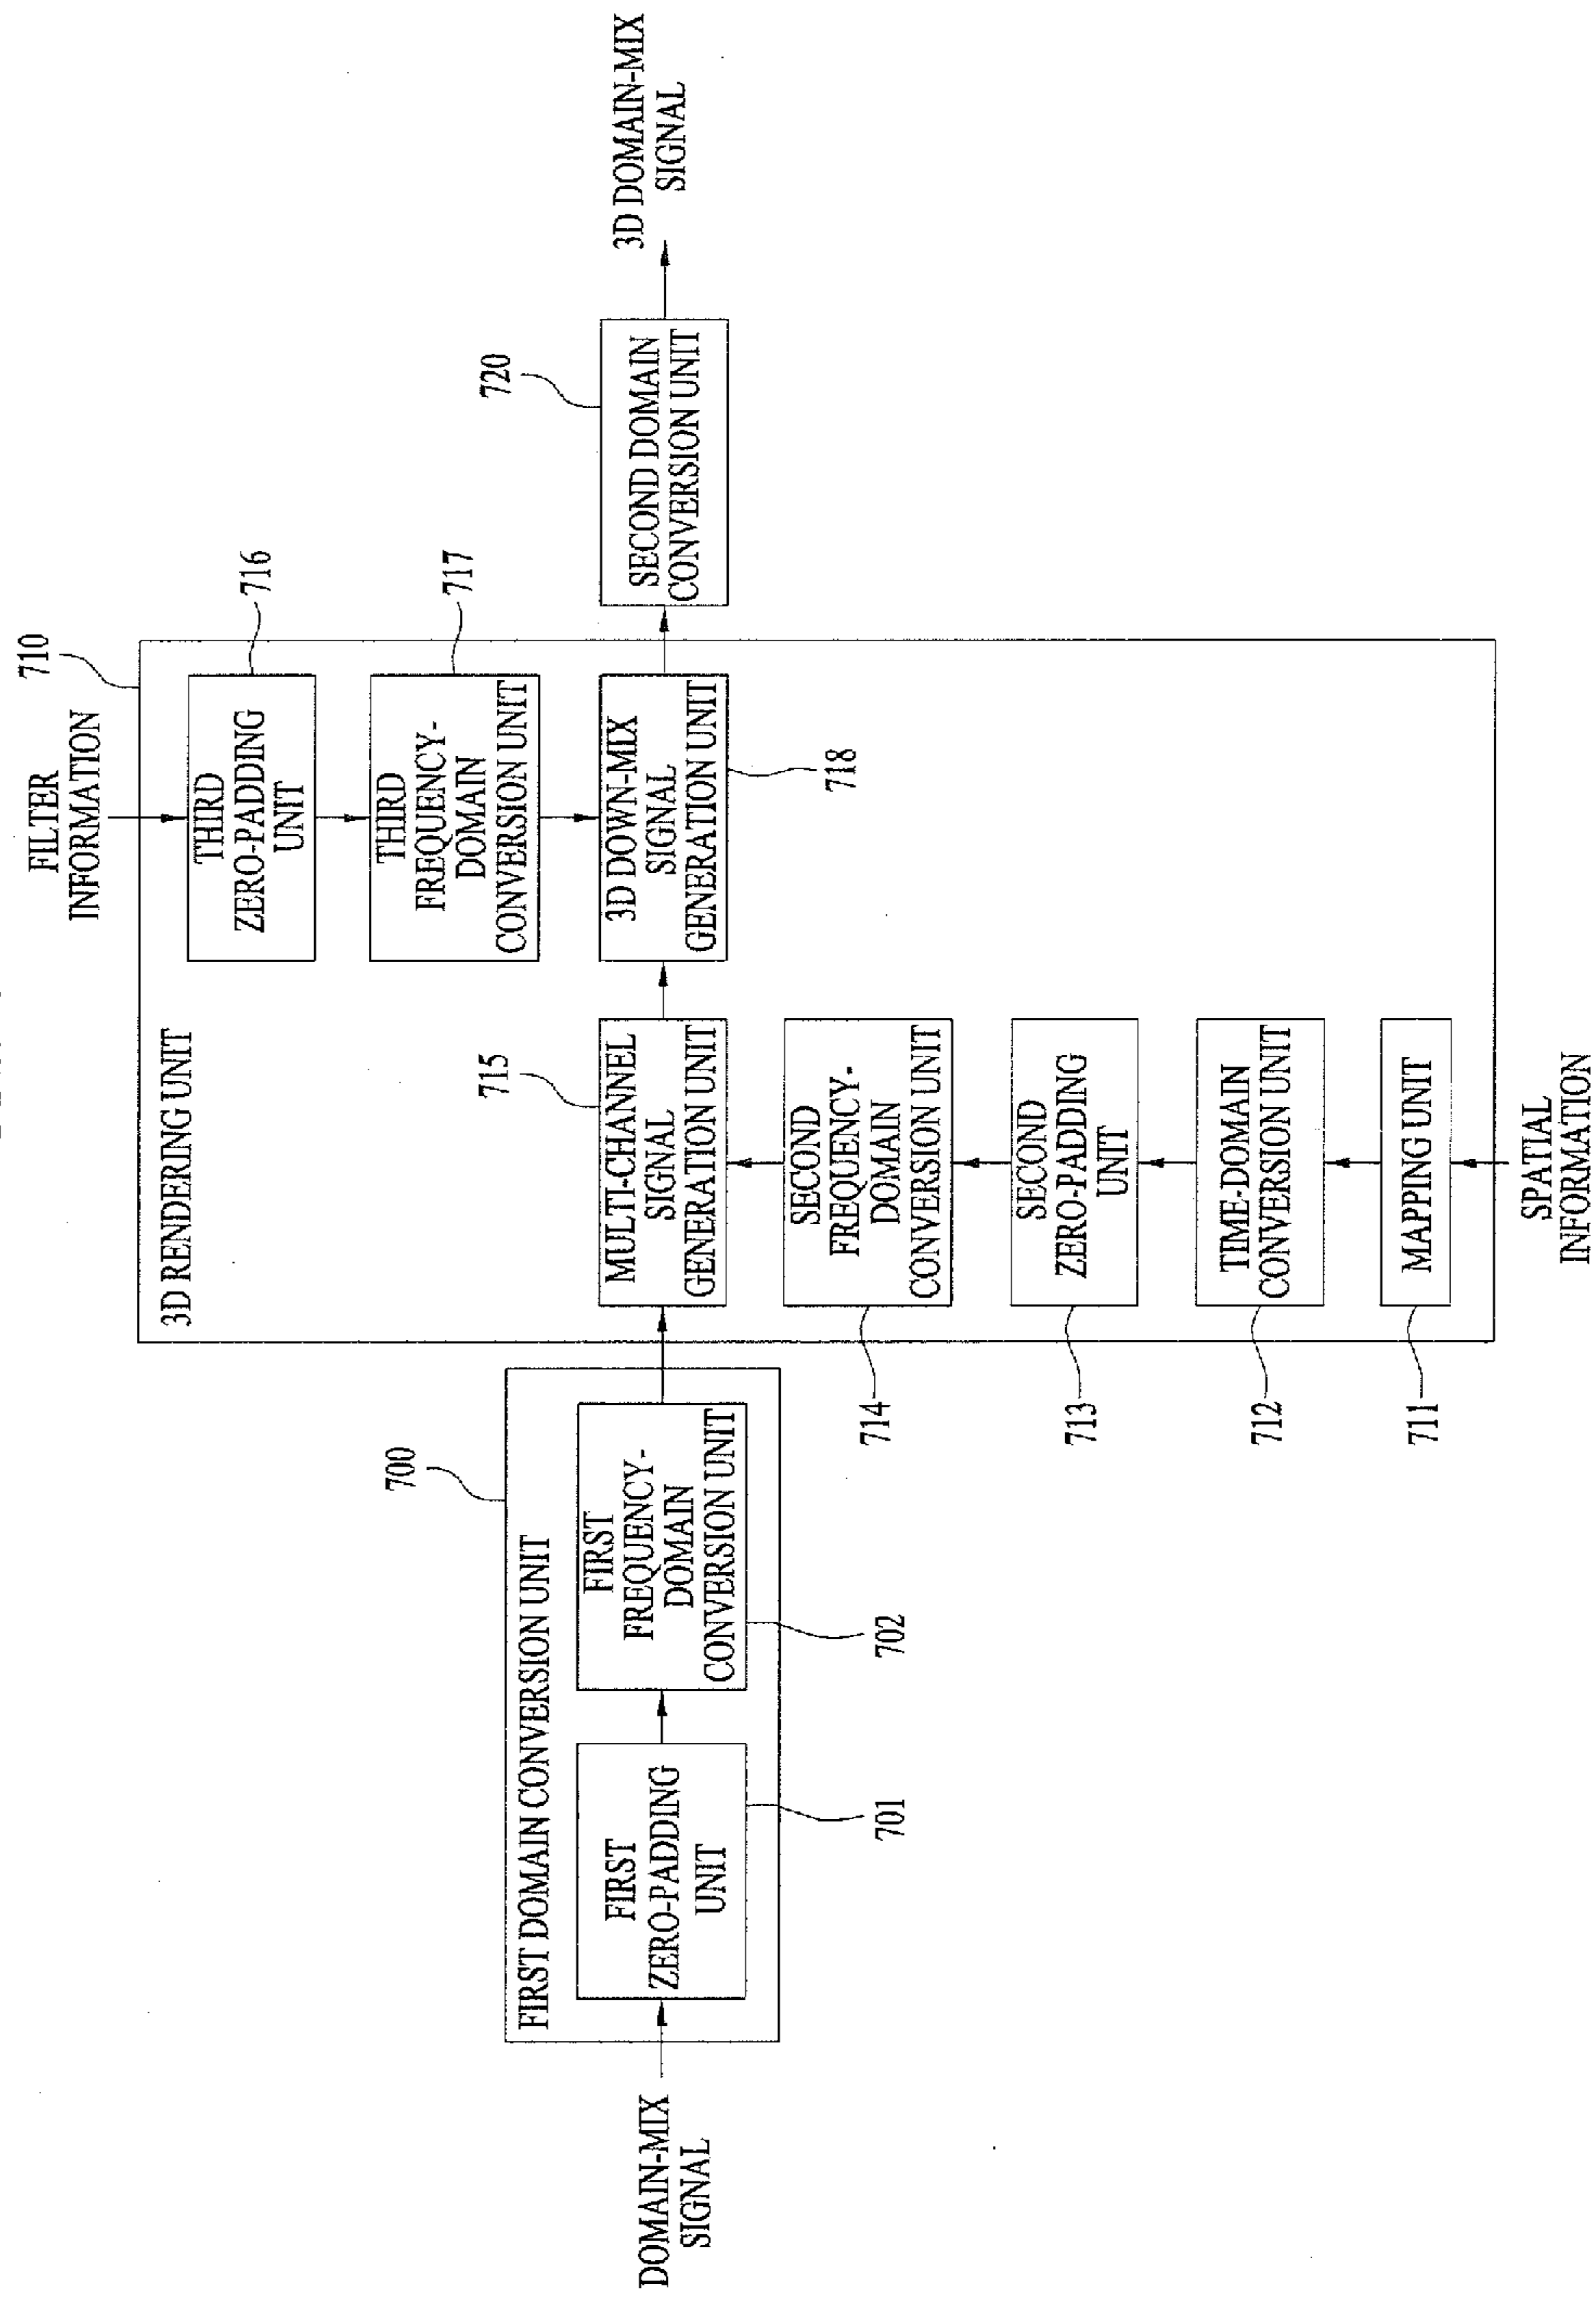 FILTER
INFORMATION
710
3D RENDERING UNIT
THIRD
ZERO-PADDING
UNIT
716
THIRD
FREQUENCY-
DOMAIN
CONVERSION UNIT
717
700
FIRST DOMAIN CONVERSION UNIT
DOMAIN-MIX
SIGNAL
FIRST
ZERO-PADDING
UNIT
701
FIRST
FREQUENCY-
DOMAIN
CONVERSION UNIT
702
715
MULTI-CHANNEL
SIGNAL
GENERATION UNIT
3D DOWN-MIX
SIGNAL
GENERATION UNIT
718
720
SECOND DOMAIN
CONVERSION UNIT
3D DOMAIN-MIX
SIGNAL
SECOND
FREQUENCY-
DOMAIN
CONVERSION UNIT
714
SECOND
ZERO-PADDING
UNIT
713
TIME-DOMAIN
CONVERSION UNIT
712
MAPPING UNIT
711
SPATIAL
INFORMATION